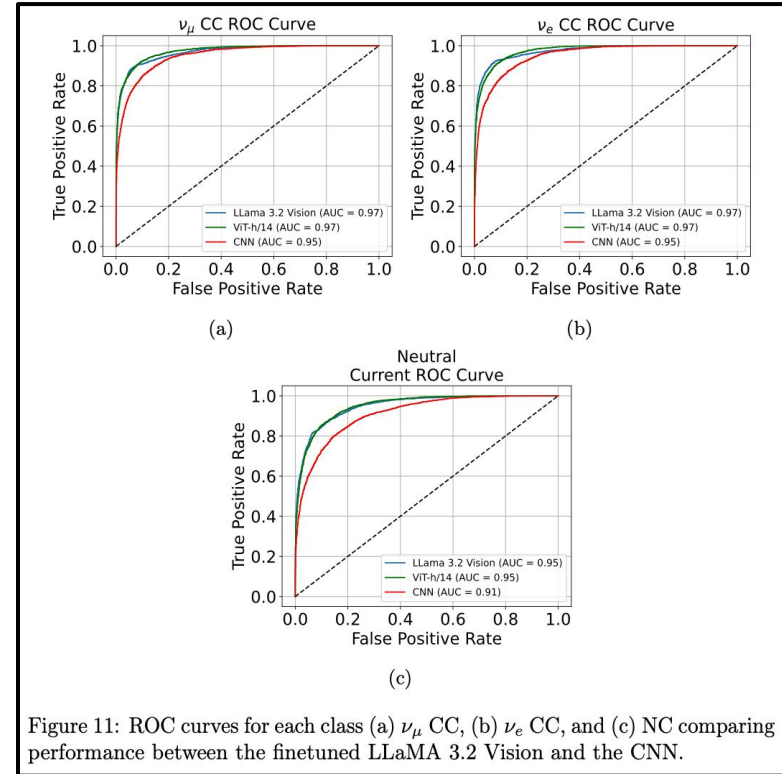 νμ CC ROC Curve
1.0
0.8
0.6
0.4
0.2
0.0
True Positive Rate
LLama 3.2 Vision (AUC = 0.97)
ViT-h/14 (AUC = 0.97)
CNN (AUC = 0.95)
0.0 0.2 0.4 0.6 0.8 1.0
False Positive Rate
(a)
νe CC ROC Curve
1.0
0.8
0.6
0.4
0.2
0.0
True Positive Rate
LLama 3.2 Vision (AUC = 0.97)
ViT-h/14 (AUC = 0.97)
CNN (AUC = 0.95)
0.0 0.2 0.4 0.6 0.8 1.0
False Positive Rate
(b)
Neutral
Current ROC Curve
1.0
0.8
0.6
0.4
0.2
0.0
True Positive Rate
LLama 3.2 Vision (AUC = 0.95)
ViT-h/14 (AUC = 0.95)
CNN (AUC = 0.91)
0.0 0.2 0.4 0.6 0.8 1.0
False Positive Rate
(c)
Figure 11: ROC curves for each class (a) νμ CC, (b) νe CC, and (c) NC comparing
performance between the finetuned LLaMA 3.2 Vision and the CNN.